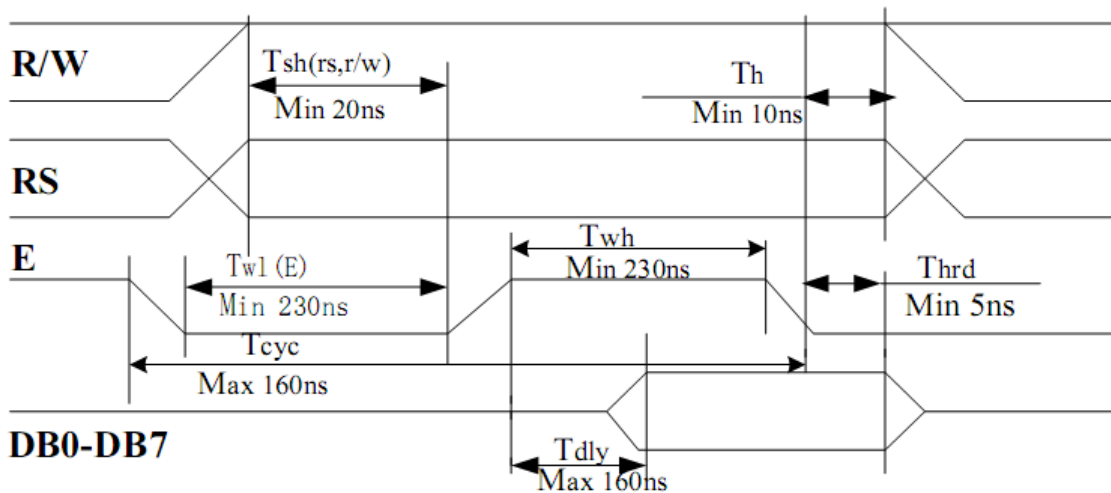 R/W
Tsh(rs,r/w)
Min 20ns
Th
Min 10ns
RS
E
Twl(E)
Min 230ns
Twh
Min 230ns
Thrd
Min 5ns
Tcyc
Max 160ns
DB0-DB7
Tdly
Max 160ns